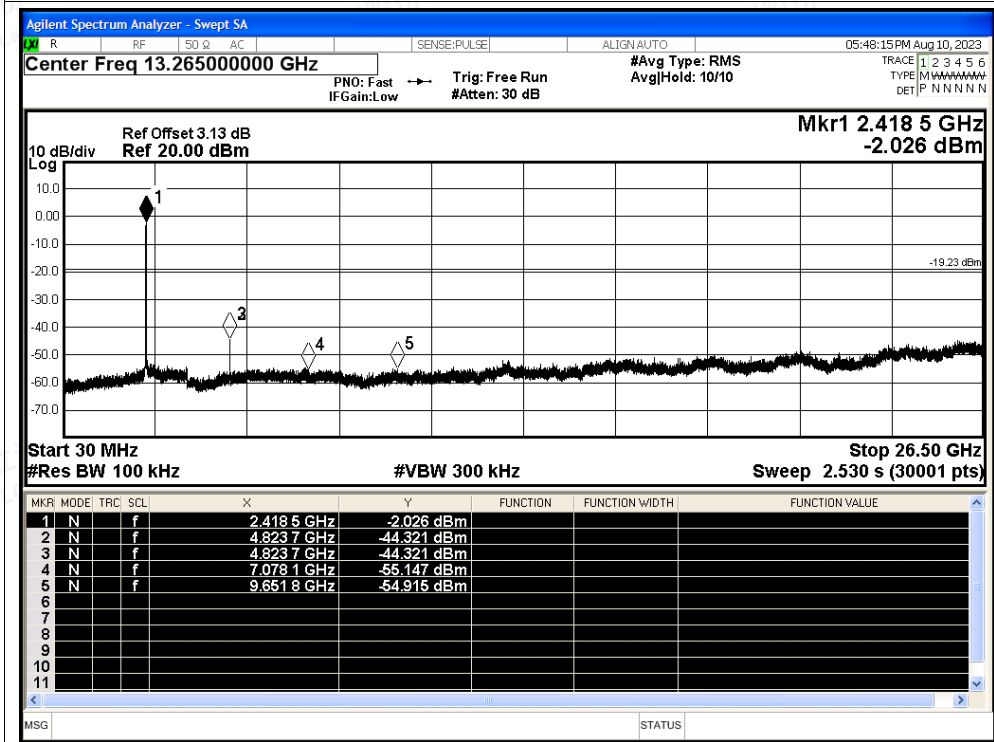 Agilent Spectrum Analyzer - Swept SA
LXI R RF 50 Ω AC SENSE:PULSE ALIGN AUTO 05:48:15 PM Aug 10, 2023
Center Freq 13.265000000 GHz #Avg Type: RMS TRACE 1 2 3 4 5 6
PNO: Fast Trig: Free Run Avg|Hold: 10/10 TYPE M WWWWW
IFGain:Low #Atten: 30 dB DET P N N N N N
Mkr1 2.418 5 GHz
Ref Offset 3.13 dB
10 dB/div Ref 20.00 dBm -2.026 dBm
Log
10.0
1
0.00
-10.0
-19.23 dBm
-20.0
-30.0
3
-40.0
4 5
-50.0
-60.0
-70.0
Start 30 MHz Stop 26.50 GHz
#Res BW 100 kHz #VBW 300 kHz Sweep 2.530 s (30001 pts)
MKR MODE TRC SCL X Y FUNCTION FUNCTION WIDTH FUNCTION VALUE
1 N f 2.418 5 GHz -2.026 dBm
2 N f 4.823 7 GHz -44.321 dBm
3 N f 4.823 7 GHz -44.321 dBm
4 N f 7.078 1 GHz -55.147 dBm
5 N f 9.651 8 GHz -54.915 dBm
6
7
8
9
10
11
MSG STATUS